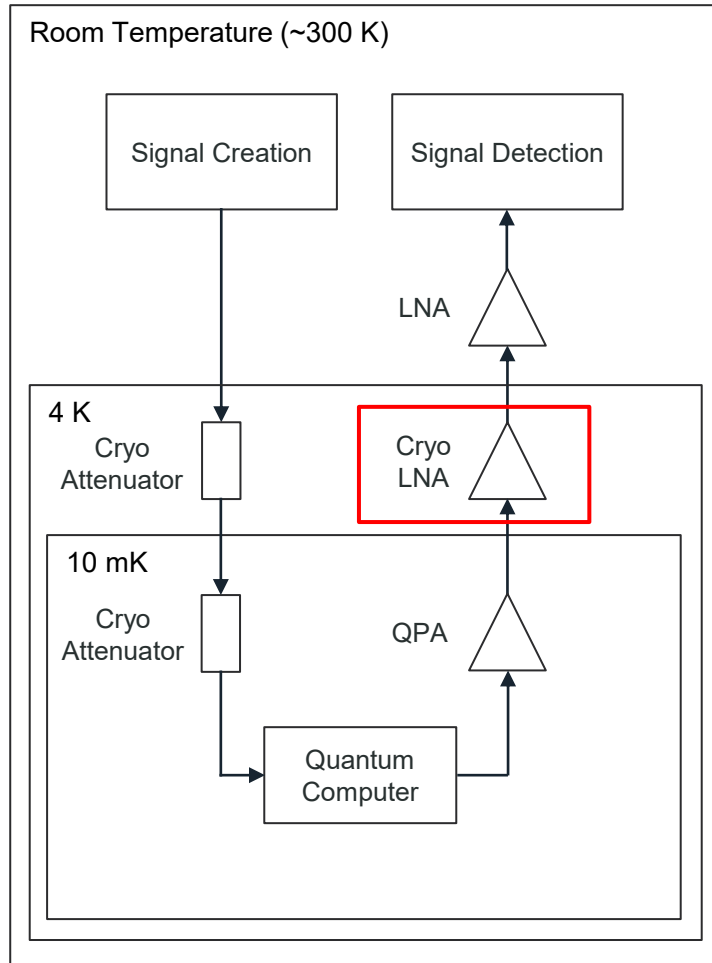 Room Temperature (~300 K)
Signal Creation
Signal Detection
LNA
4 K
Cryo
Attenuator
Cryo
LNA
10 mK
Cryo
Attenuator
QPA
Quantum
Computer